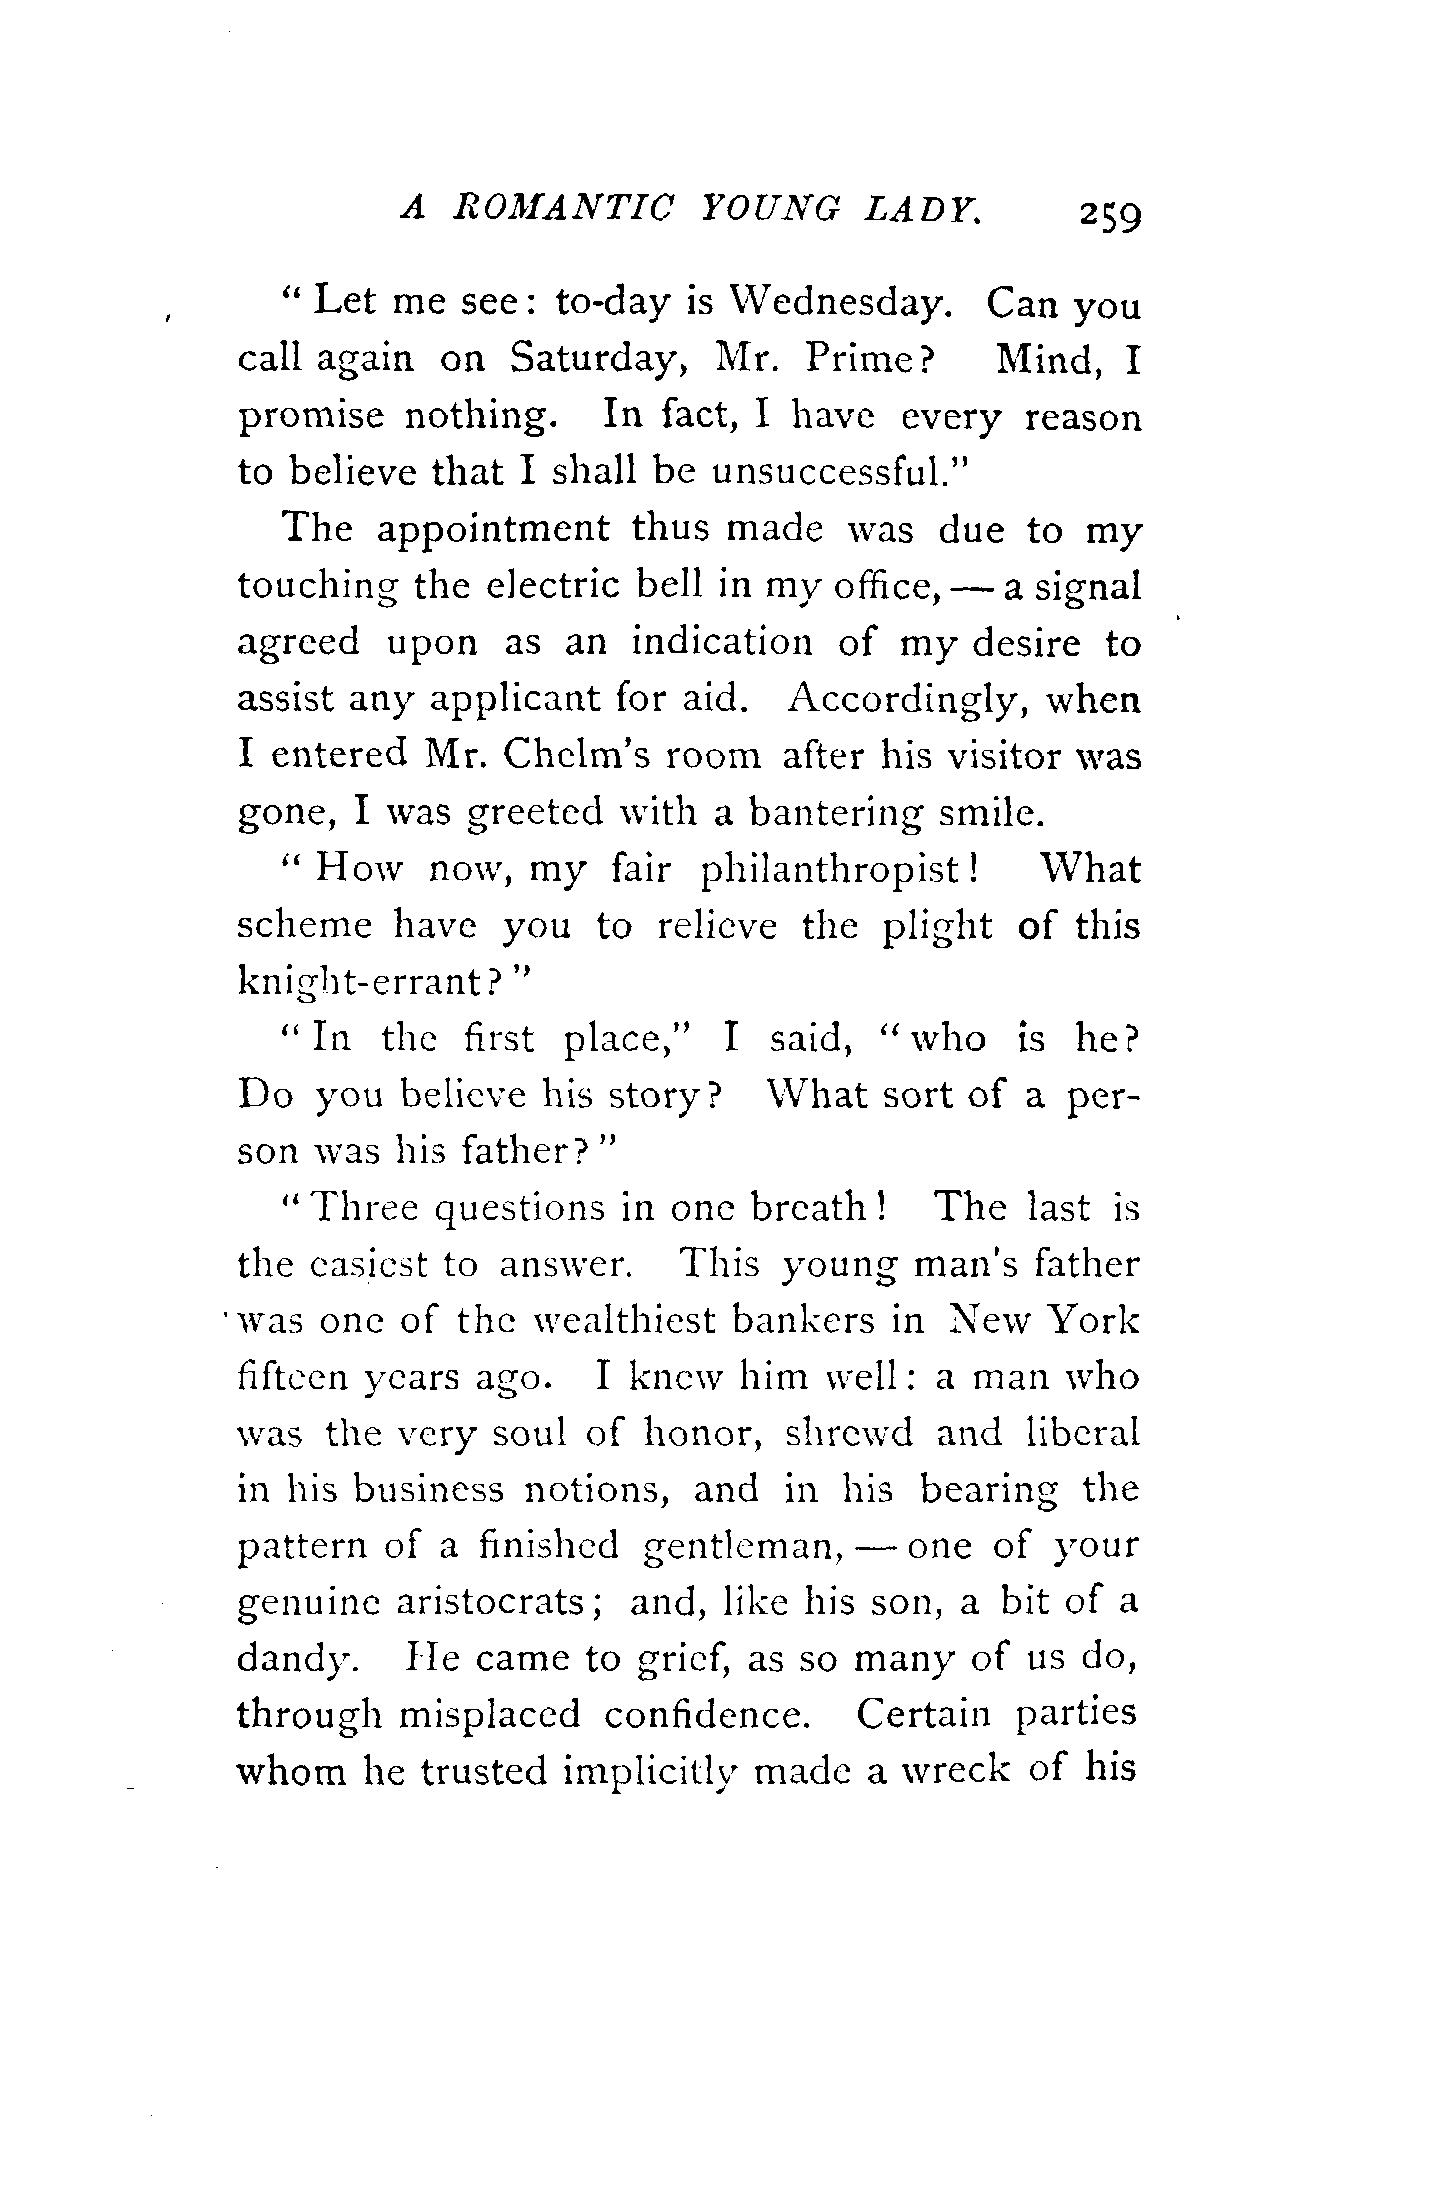 A ROMANTIC YOUNG LADY. 259
“ Let me see: to-day is Wednesday. Can you
call again on Saturday, Mr. Prime? Mind, I
promise nothing. In fact, I have every reason
to believe that I shall be unsuccessful.”
The appointment thus made was due to my
touching the electric bell in my office, — a signal
agreed upon as an indication of my desire to
assist any applicant for aid. Accordingly, when
I entered Mr. Chelm's room after his visitor was
gone, I was greeted with a bantering smile.
“ How now, my fair philanthropist! What
scheme have you to relieve the plight of this
knight-errant? ”
“ In the first place,” I said, “ who is he?
Do you believe his story? What sort of a per-
son was his father? ”
“ Three questions in one breath! The last is
the easiest to answer. This young man's father
was one of the wealthiest bankers in New York
fifteen years ago. I knew him well: a man who
was the very soul of honor, shrewd and liberal
in his business notions, and in his bearing the
pattern of a finished gentleman, — one of your
genuine aristocrats; and, like his son, a bit of a
dandy. He came to grief, as so many of us do,
through misplaced confidence. Certain parties
whom he trusted implicitly made a wreck of his